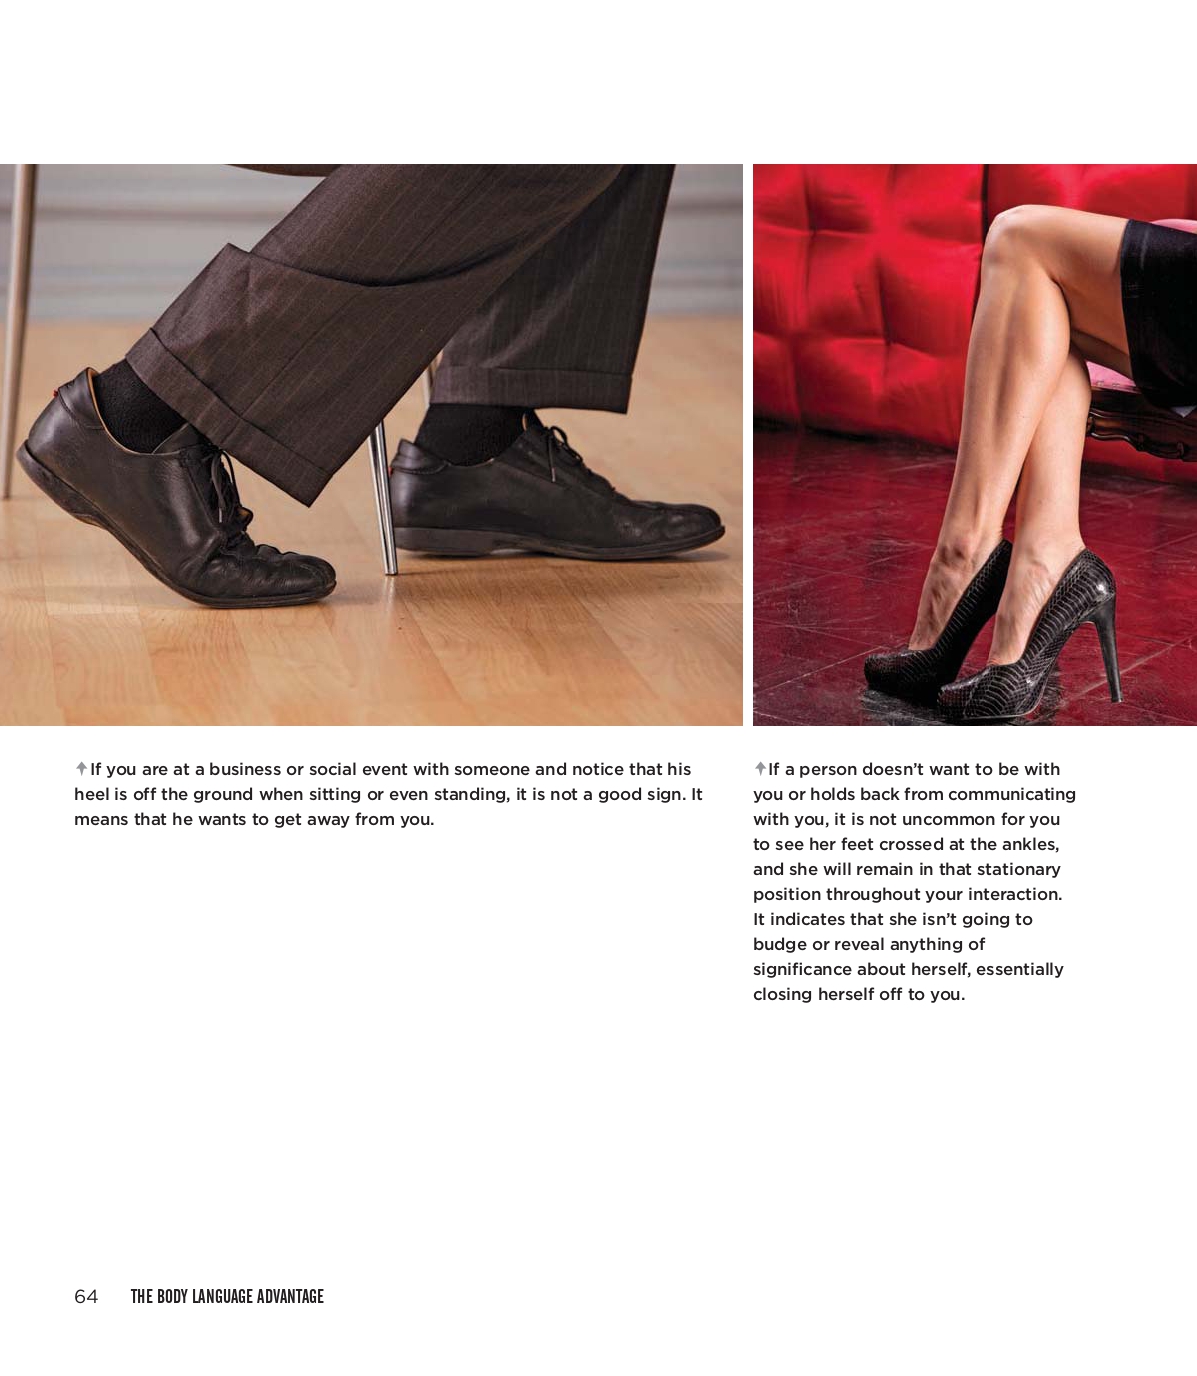 If you are at a business or social event with someone and notice that his
heel is off the ground when sitting or even standing, it is not a good sign. It
means that he wants to get away from you.
If a person doesn’t want to be with
you or holds back from communicating
with you, it is not uncommon for you
to see her feet crossed at the ankles,
and she will remain in that stationary
position throughout your interaction.
It indicates that she isn’t going to
budge or reveal anything of
significance about herself, essentially
closing herself off to you.
64 THE BODY LANGUAGE ADVANTAGE